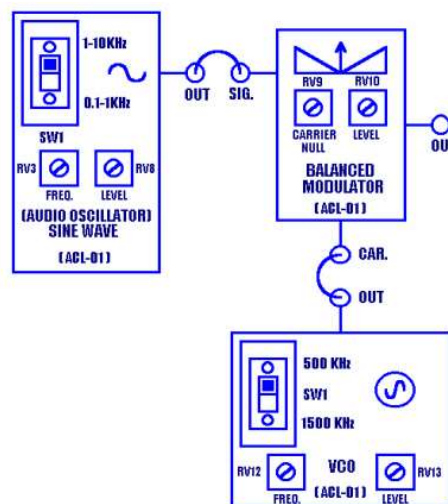 1-10KHz
0.1-1KHz
SW1
RV3
RV6
FREQ.
LEVEL
(AUDIO OSCILLATOR)
SINE WAVE
(ACL-01)
OUT
SIG.
RV9
RV10
CARRIER
NULL
LEVEL
BALANCED
MODULATOR
(ACL-01)
CAR.
OUT
500 KHz
SW1
1500 KHz
RV12
VCO
RV13
(ACL-01)
FREQ.
LEVEL